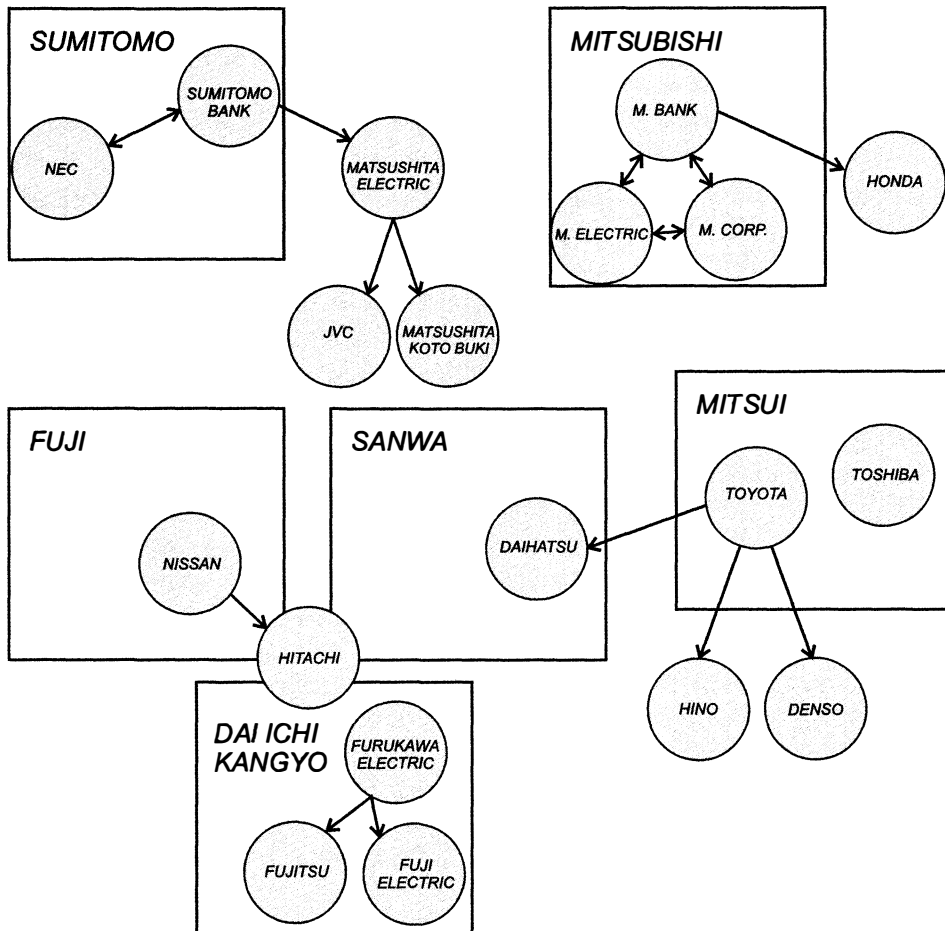 SUMITOMO
SUMITOMO
BANK
NEC
MATSUSHITA
ELECTRIC
JVC
MATSUSHITA
KOTO BUKI
MITSUBISHI
M. BANK
M. ELECTRIC
M. CORP.
HONDA
FUJI
NISSAN
HITACHI
SANWA
DAIHATSU
MITSUI
TOYOTA
TOSHIBA
HINO
DENSO
DAI ICHI
KANGYO
FURUKAWA
ELECTRIC
FUJITSU
FUJI
ELECTRIC